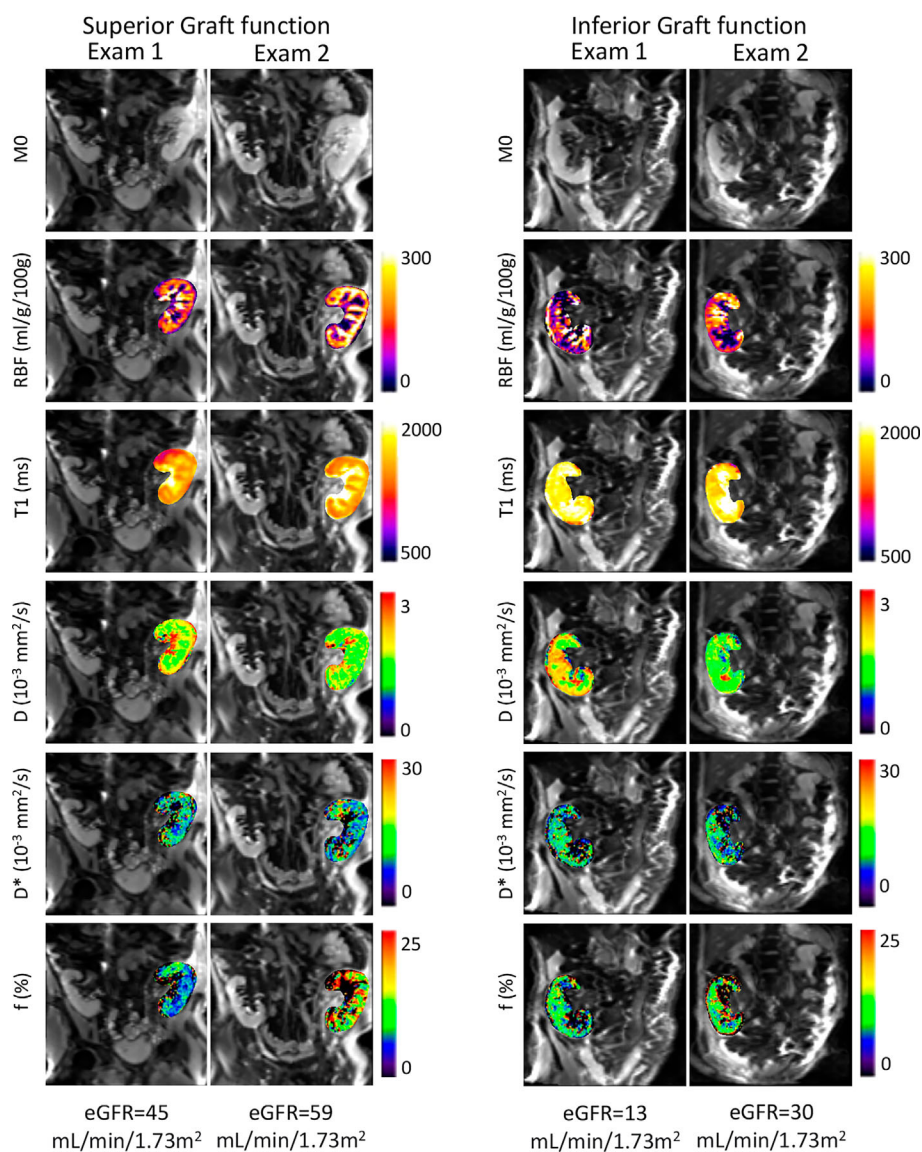 Superior Graft function
Exam 1 Exam 2
Inferior Graft function
Exam 1 Exam 2
M0
RBF (ml/g/100g)
300
0
300
0
T1 (ms)
2000
500
2000
500
D (10⁻³ mm²/s)
3
0
3
0
D* (10⁻³ mm²/s)
30
0
30
0
f (%)
25
0
25
0
eGFR=45
mL/min/1.73m²
eGFR=59
mL/min/1.73m²
eGFR=13
mL/min/1.73m²
eGFR=30
mL/min/1.73m²
M0
RBF (ml/g/100g)
T1 (ms)
D (10⁻³ mm²/s)
D* (10⁻³ mm²/s)
f (%)